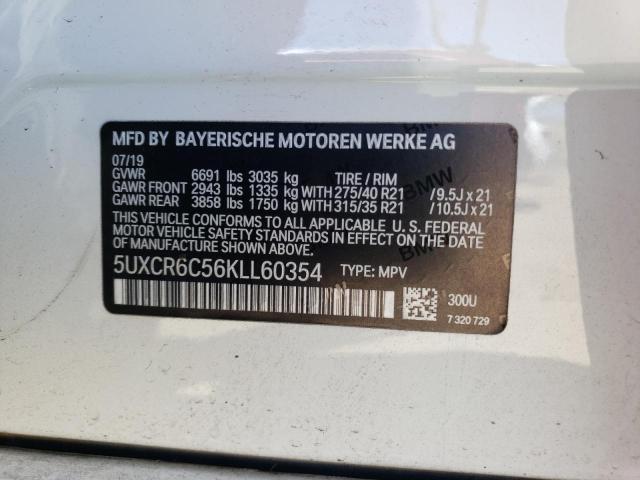 MFD BY BAYERISCHE MOTOREN WERKE AG
07/19
GVWR 6691 lbs 3035 kg TIRE / RIM
GAWR FRONT 2943 lbs 1335 kg WITH 275/40 R21 / 9.5J x 21
GAWR REAR 3858 lbs 1750 kg WITH 315/35 R21 / 10.5J x 21
THIS VEHICLE CONFORMS TO ALL APPLICABLE U. S. FEDERAL
MOTOR VEHICLE SAFETY STANDARDS IN EFFECT ON THE DATE
OF MANUFACTURE SHOWN ABOVE.
5UXCR6C56KLL60354 TYPE: MPV
300U
7 320 729
BMW
BMW
BMW